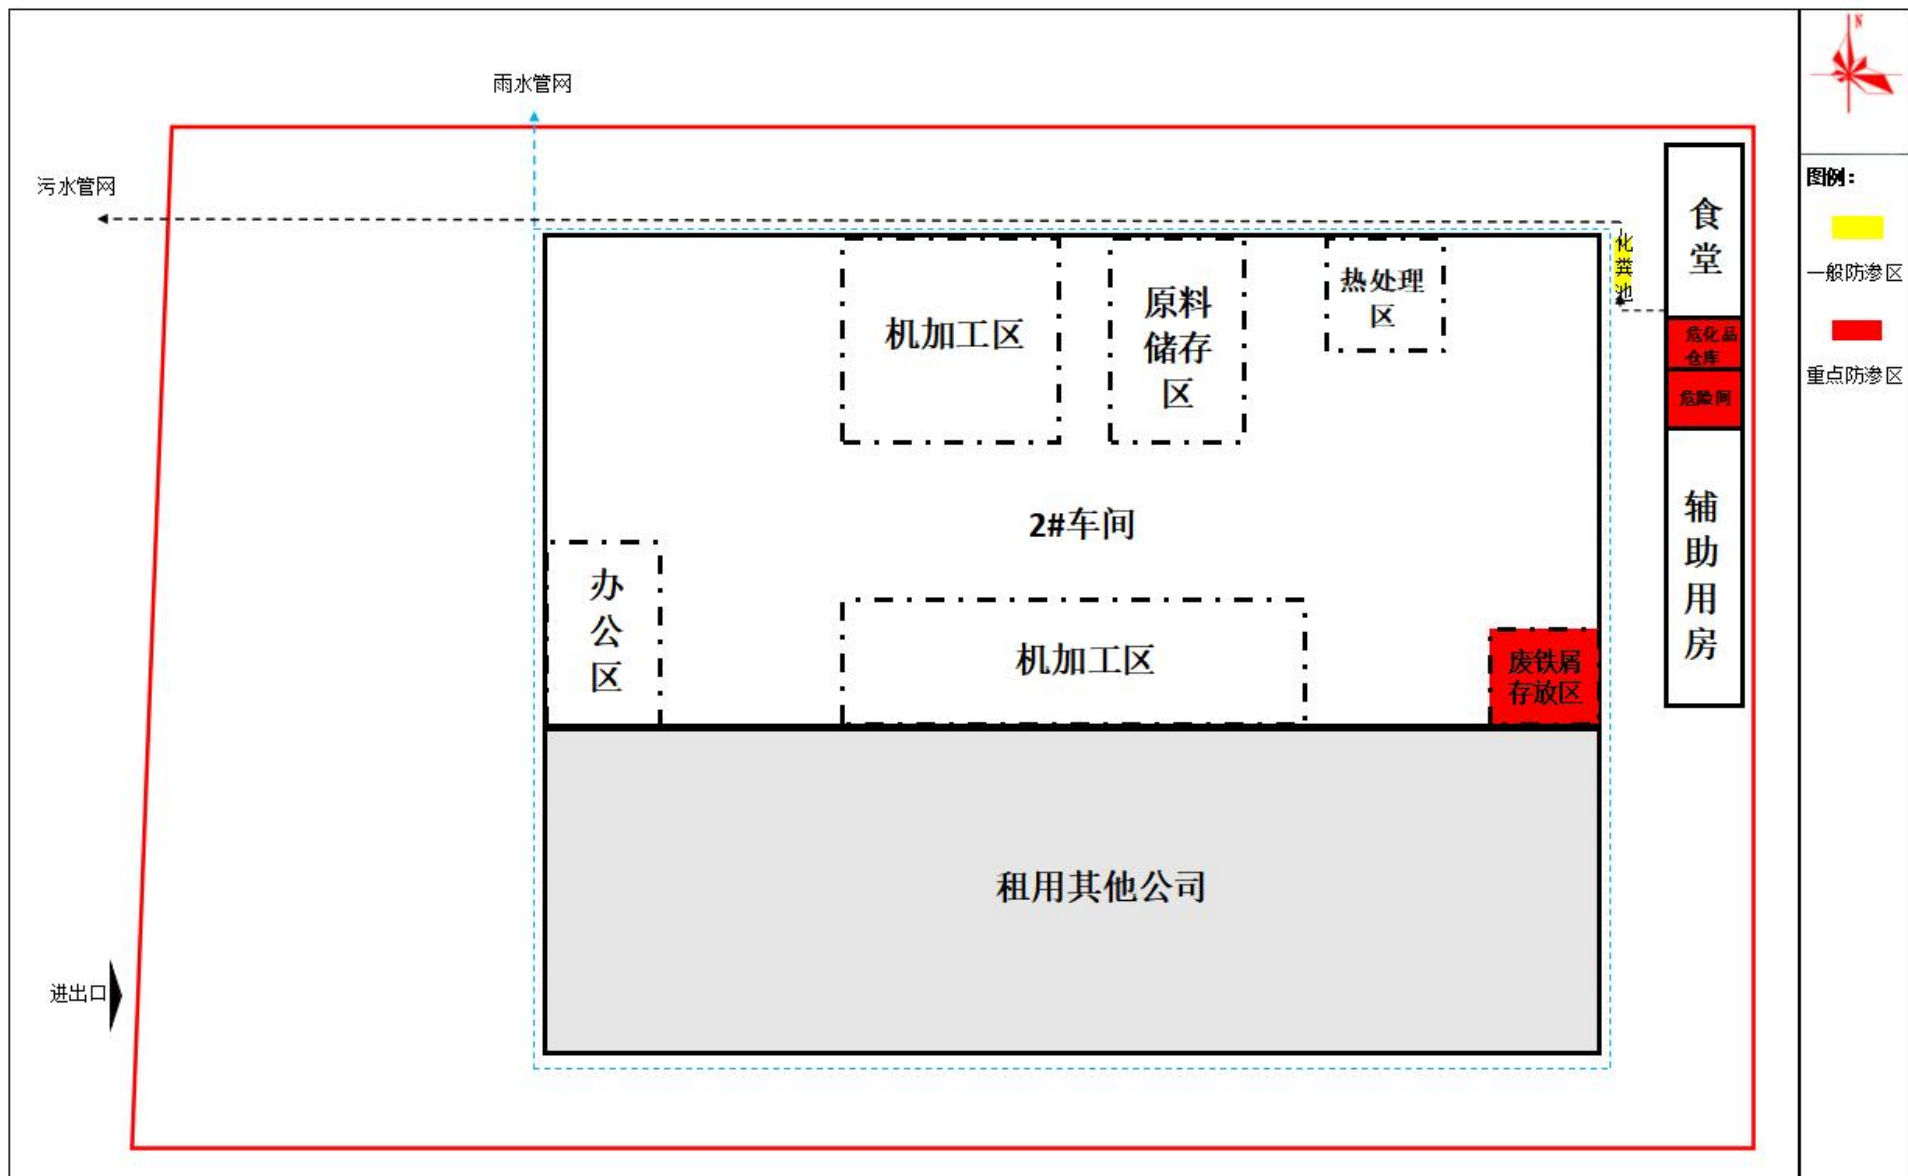 N
雨水管网
污水管网
图例：
一般防渗区
重点防渗区
食
堂
化
粪
池
热处理
区
原料
储存
区
机加工区
危化品
仓库
危险间
2#车间
辅
助
用
房
办
公
区
机加工区
废铁屑
存放区
租用其他公司
进出口